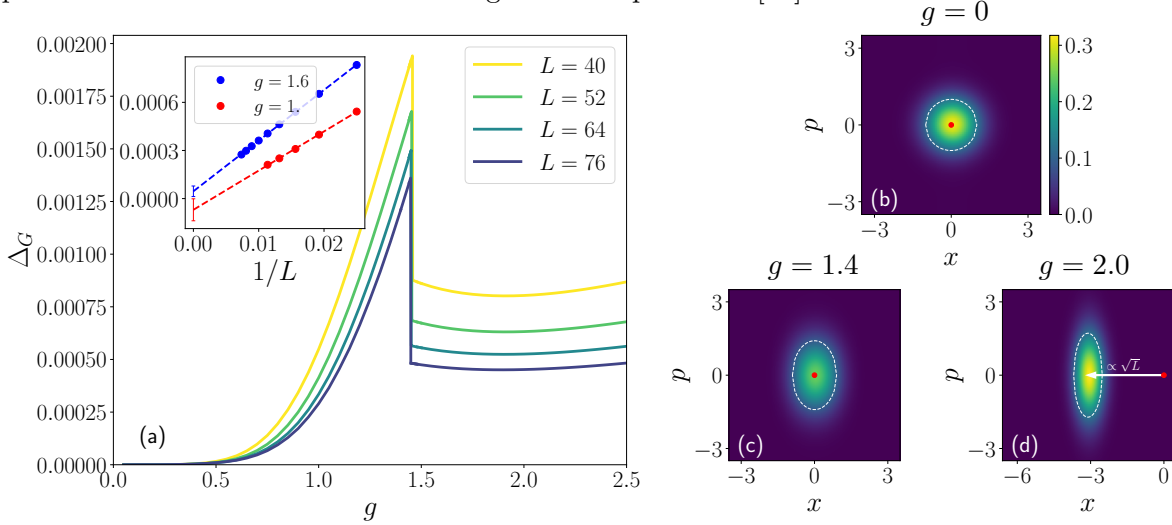 Δ_G
0.00200
0.00175
0.00150
0.00125
0.00100
0.00075
0.00050
0.00025
0.00000
0.0
0.5
1.0
1.5
2.0
2.5
g
(a)
L = 40
L = 52
L = 64
L = 76
g = 1.6
g = 1.
0.0006
0.0003
0.0000
0.00
0.01
0.02
1/L
g = 0
p
3
0
−3
−3
0
3
x
(b)
0.3
0.2
0.1
0.0
g = 1.4
p
3
0
−3
−3
0
3
x
(c)
g = 2.0
p
3
0
−3
−6
−3
0
x
∝ √L
(d)